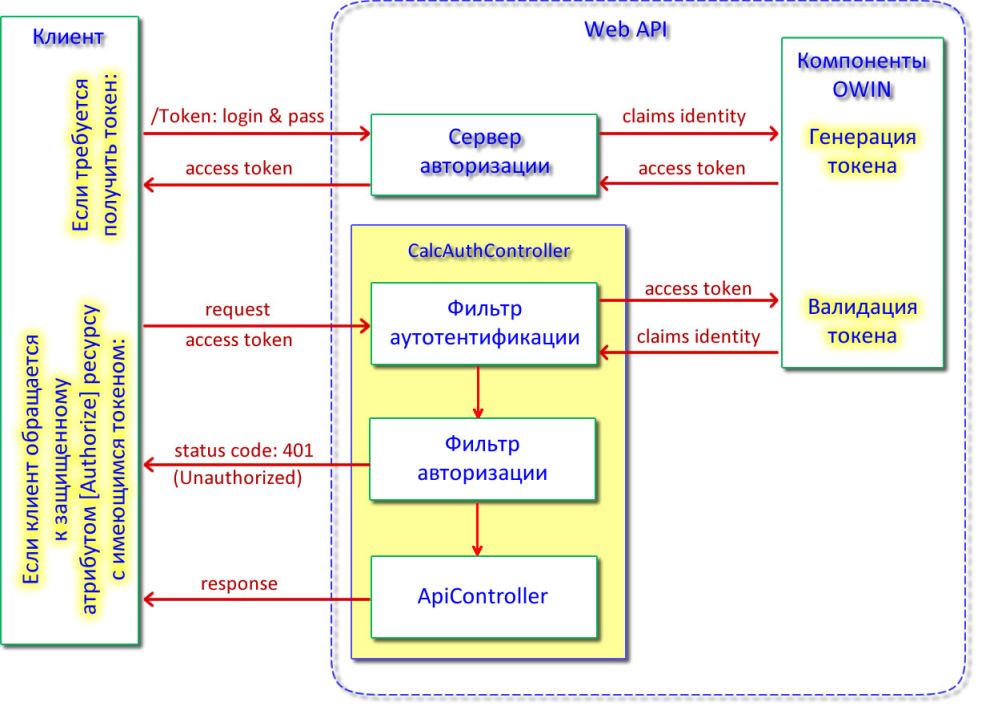 Клиент
Web API
Компоненты
OWIN
Если требуется
получить токен:
/Token: login & pass
access token
Сервер
авторизации
claims identity
access token
Генерация
токена
CalcAuthController
Если клиент обращается
к защищенному
атрибутом [Authorize] ресурсу
с имеющимся токеном:
request
access token
Фильтр
аутотентификации
access token
claims identity
Валидация
токена
status code: 401
(Unauthorized)
Фильтр
авторизации
response
ApiController